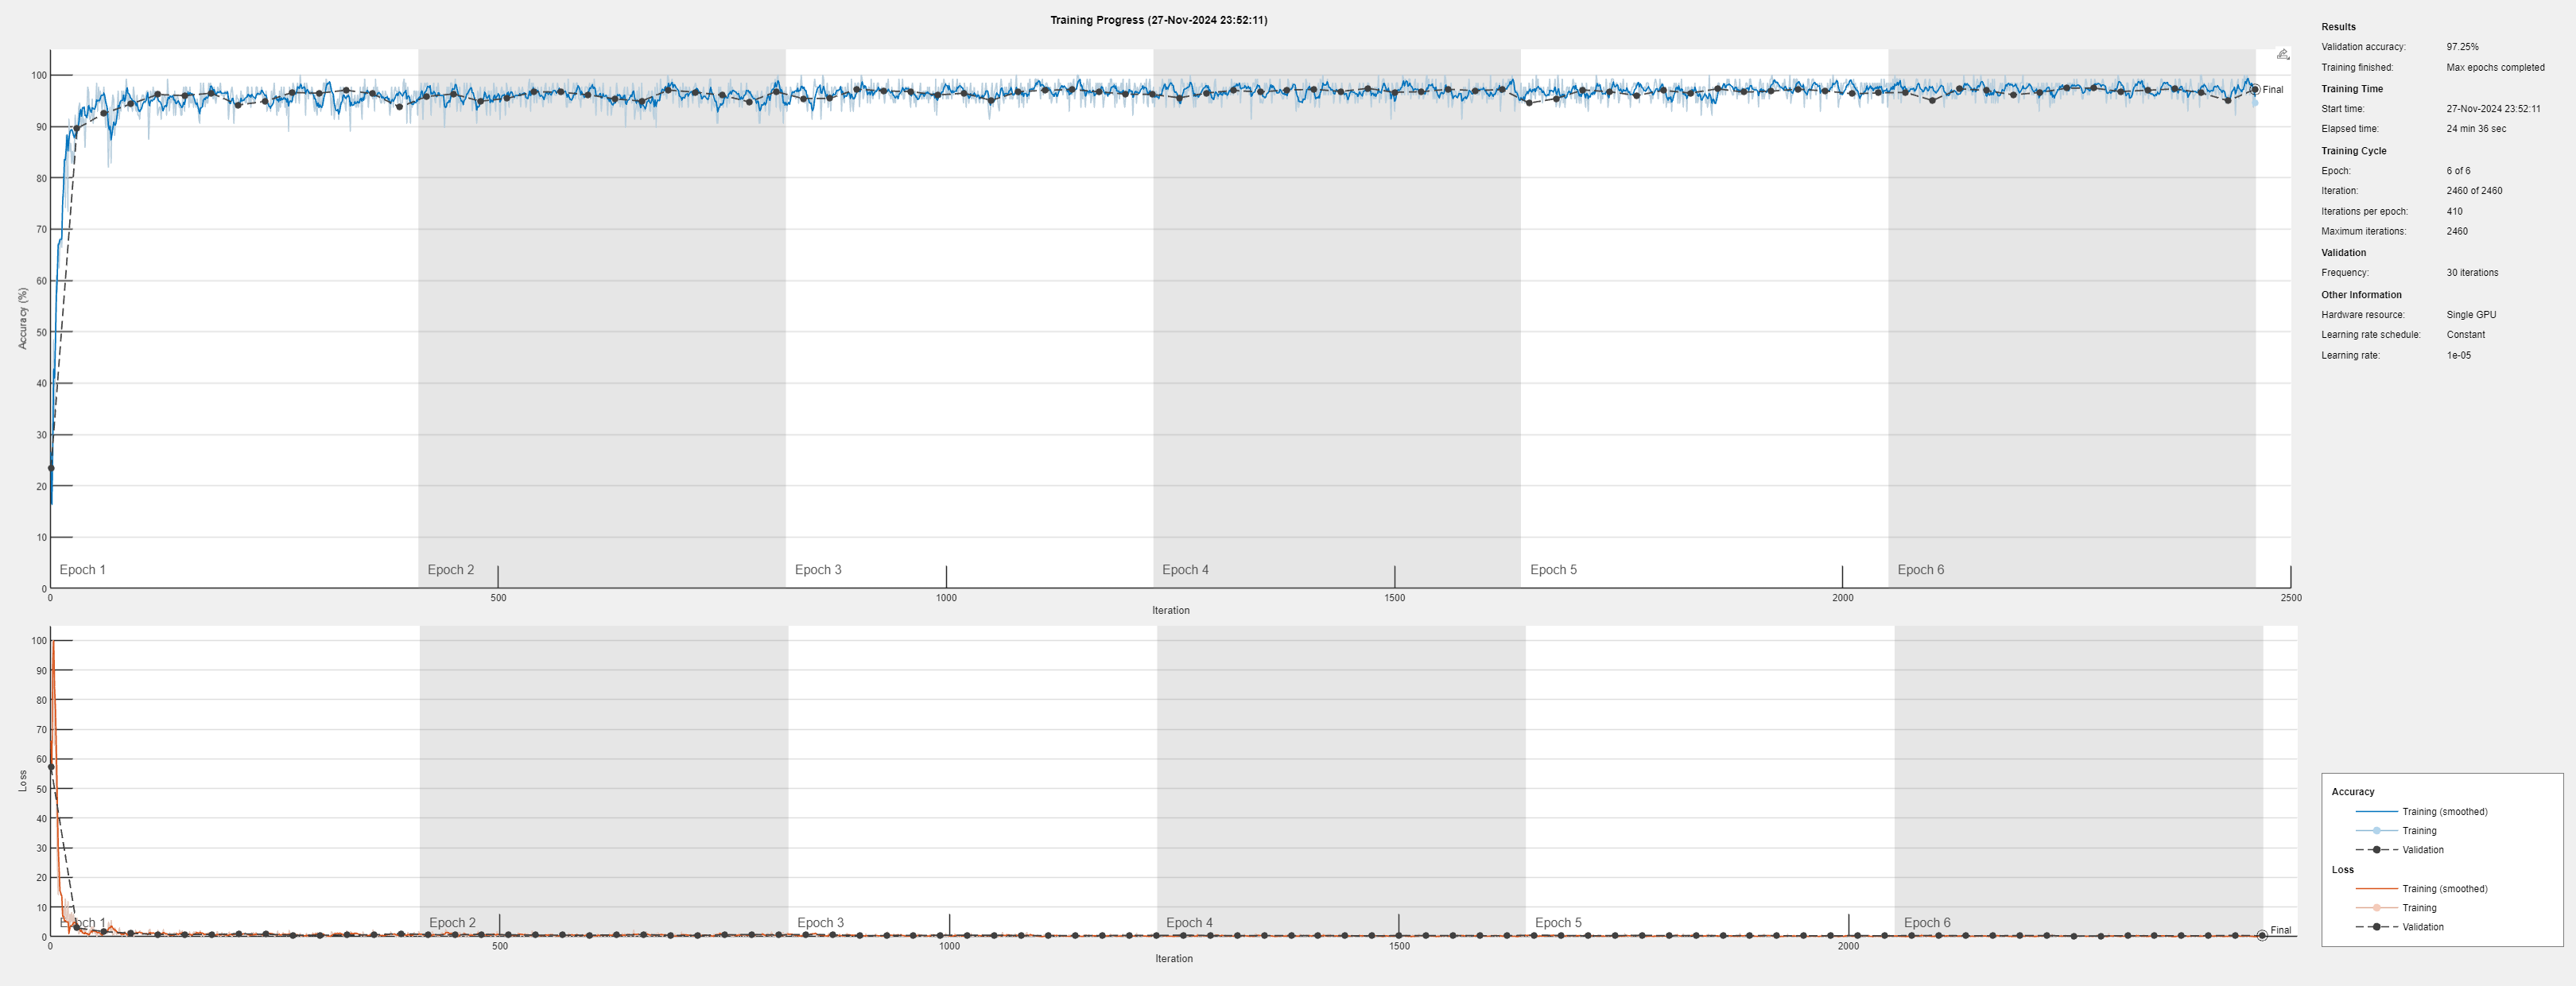 Training Progress (27-Nov-2024 23:52:11)
100
90
80
70
60
50
40
30
20
10
0
Accuracy (%)
Epoch 1
Epoch 2
Epoch 3
Epoch 4
Epoch 5
Epoch 6
Final
0
500
1000
1500
2000
2500
Iteration
100
90
80
70
60
50
40
30
20
10
0
Loss
Epoch 1
Epoch 2
Epoch 3
Epoch 4
Epoch 5
Epoch 6
Final
0
500
1000
1500
2000
Iteration
Results
Validation accuracy: 97.25%
Training finished: Max epochs completed
Training Time
Start time: 27-Nov-2024 23:52:11
Elapsed time: 24 min 36 sec
Training Cycle
Epoch: 6 of 6
Iteration: 2460 of 2460
Iterations per epoch: 410
Maximum iterations: 2460
Validation
Frequency: 30 iterations
Other Information
Hardware resource: Single GPU
Learning rate schedule: Constant
Learning rate: 1e-05
Accuracy
Training (smoothed)
Training
Validation
Loss
Training (smoothed)
Training
Validation